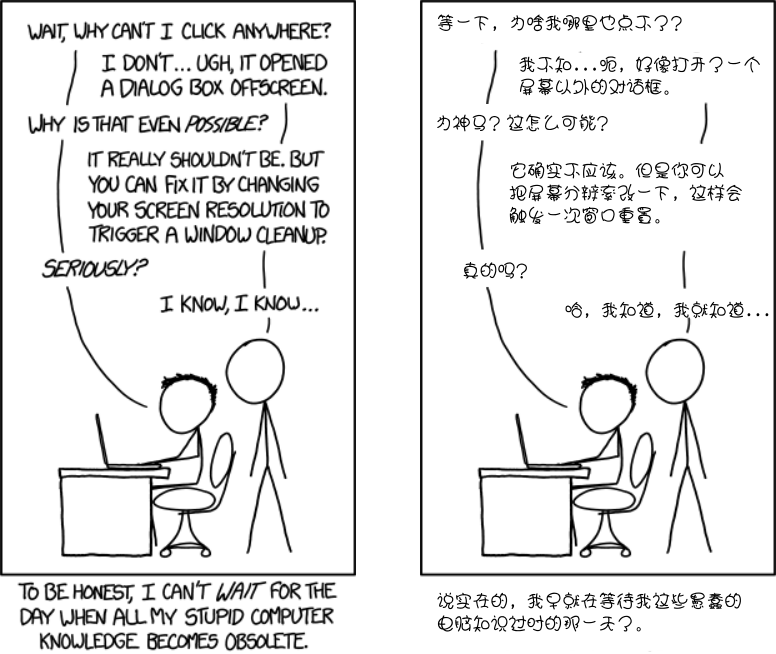 WAIT, WHY CAN'T I CLICK ANYWHERE?
I DON'T... UGH, IT OPENED
A DIALOG BOX OFFSCREEN.
WHY IS THAT EVEN POSSIBLE?
IT REALLY SHOULDN'T BE. BUT
YOU CAN FIX IT BY CHANGING
YOUR SCREEN RESOLUTION TO
TRIGGER A WINDOW CLEANUP.
SERIOUSLY?
I KNOW, I KNOW...
TO BE HONEST, I CAN'T WAIT FOR THE
DAY WHEN ALL MY STUPID COMPUTER
KNOWLEDGE BECOMES OBSOLETE.
等一下，为啥我哪里也点不了？
我不知...呃，好像打开了一个
屏幕以外的对话框。
为神马？这怎么可能？
它确实不应该。但是你可以
把屏幕分辨率改一下，这样会
触发一次窗口重置。
真的吗？
哈，我知道，我就知道...
说实在的，我早就在等待我这些愚蠢的
电脑知识过时的那一天了。